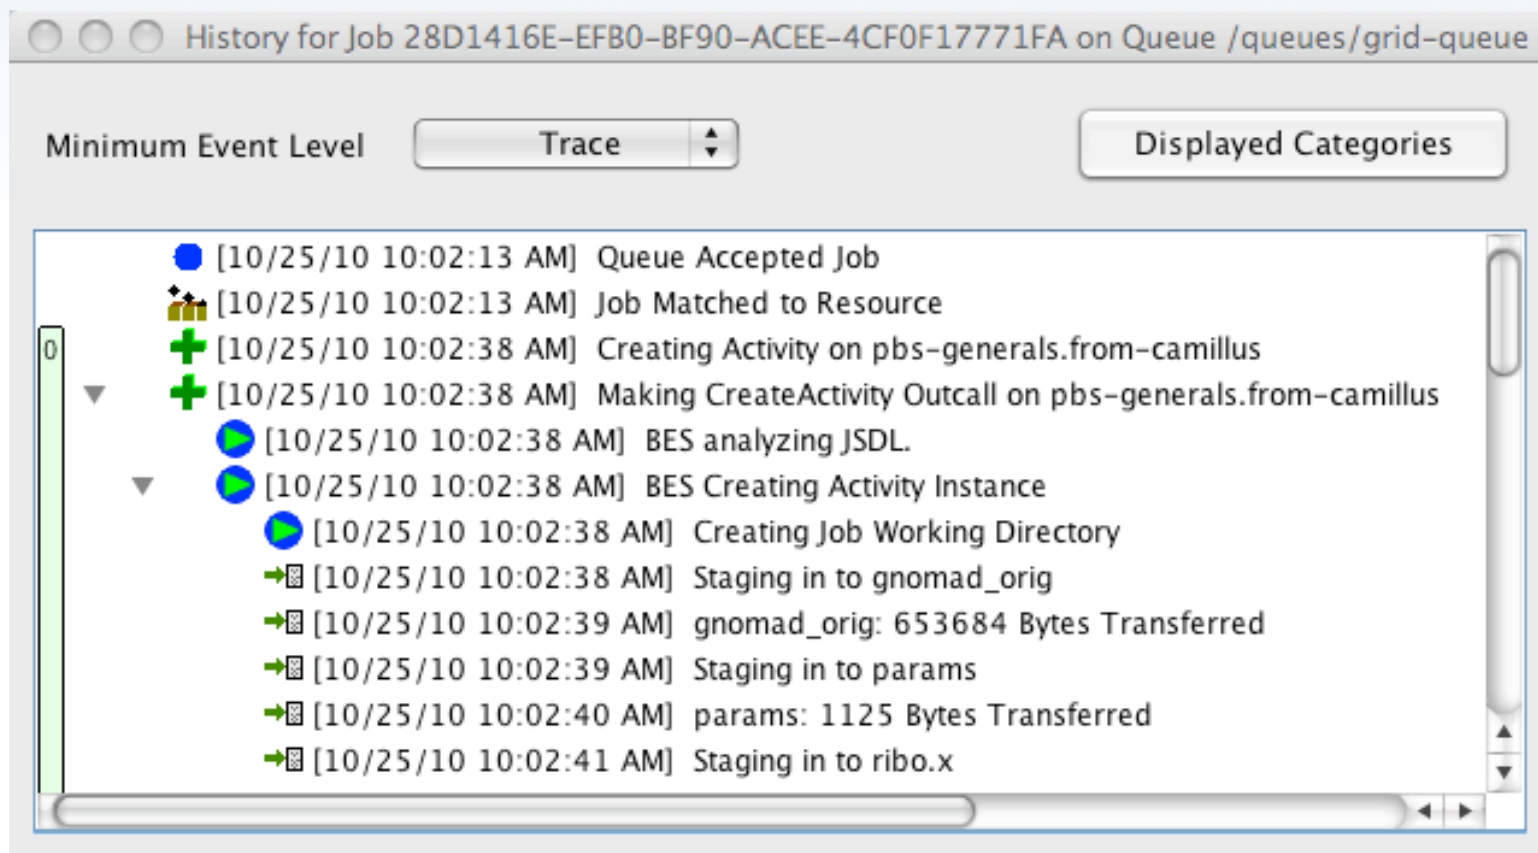 History for Job 28D1416E-EFB0-BF90-ACEE-4CF0F17771FA on Queue /queues/grid-queue
Minimum Event Level Trace Displayed Categories
[10/25/10 10:02:13 AM] Queue Accepted Job
[10/25/10 10:02:13 AM] Job Matched to Resource
0 [10/25/10 10:02:38 AM] Creating Activity on pbs-generals.from-camillus
[10/25/10 10:02:38 AM] Making CreateActivity Outcall on pbs-generals.from-camillus
[10/25/10 10:02:38 AM] BES analyzing JSDL.
[10/25/10 10:02:38 AM] BES Creating Activity Instance
[10/25/10 10:02:38 AM] Creating Job Working Directory
[10/25/10 10:02:38 AM] Staging in to gnomad_orig
[10/25/10 10:02:39 AM] gnomad_orig: 653684 Bytes Transferred
[10/25/10 10:02:39 AM] Staging in to params
[10/25/10 10:02:40 AM] params: 1125 Bytes Transferred
[10/25/10 10:02:41 AM] Staging in to ribo.x